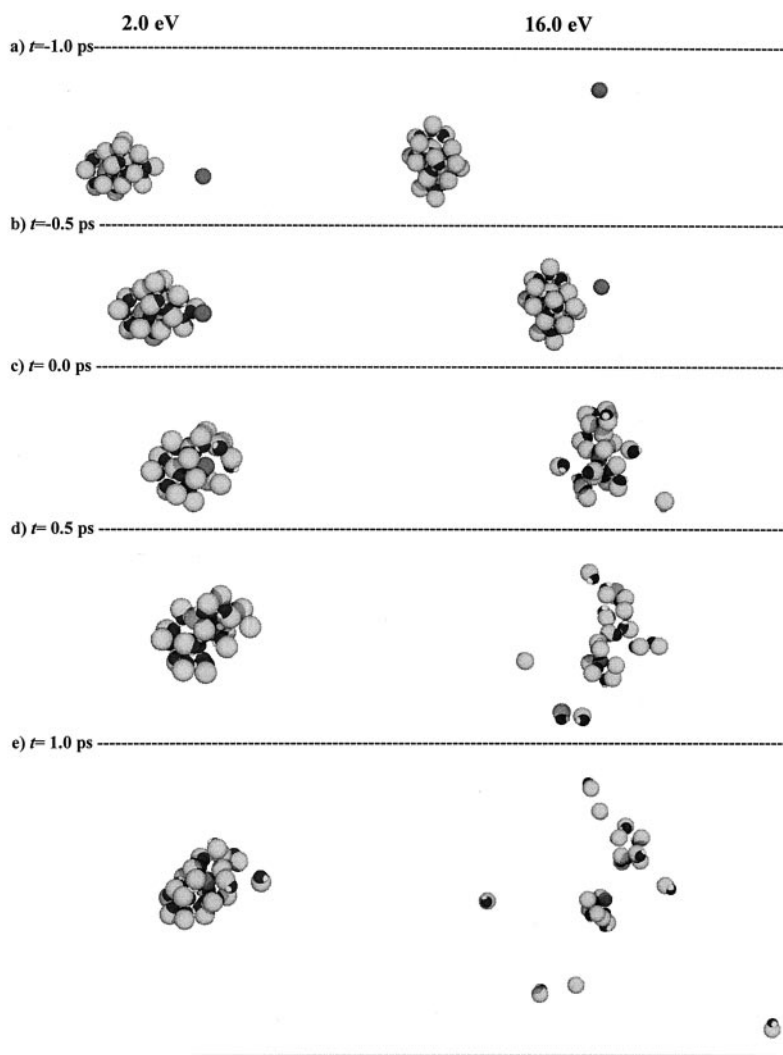 2.0 eV 16.0 eV
a) t=-1.0 ps
b) t=-0.5 ps
c) t= 0.0 ps
d) t= 0.5 ps
e) t= 1.0 ps